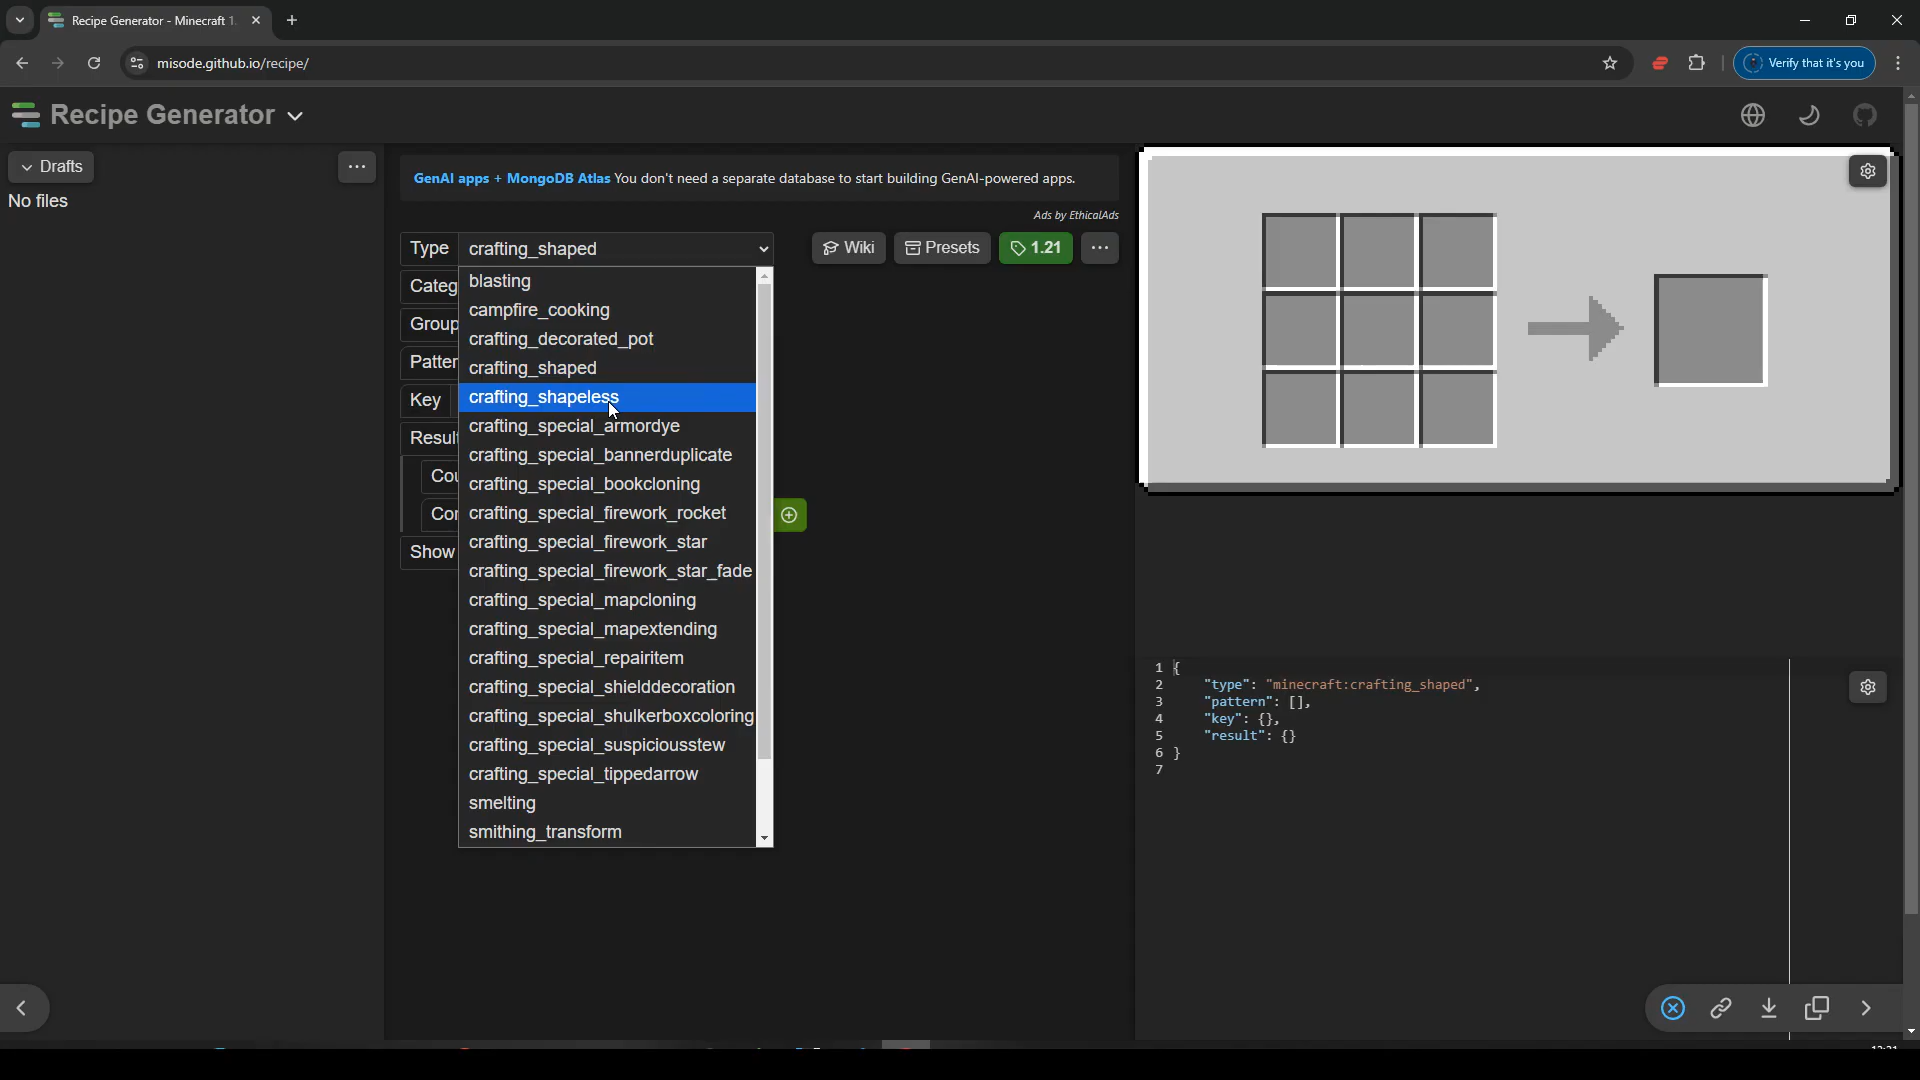 Recipe Generator - Minecraft 1
misode.github.io/recipe/
Verify that it's you
Recipe Generator
Drafts
No files
GenAI apps + MongoDB Atlas You don't need a separate database to start building GenAI-powered apps.
Ads by EthicalAds
Type
crafting_shaped
Wiki
Presets
1.21
Categ
Group
Patter
Key
Result
Cou
Cor
Show
blasting
campfire_cooking
crafting_decorated_pot
crafting_shaped
crafting_shapeless
crafting_special_armordye
crafting_special_bannerduplicate
crafting_special_bookcloning
crafting_special_firework_rocket
crafting_special_firework_star
crafting_special_firework_star_fade
crafting_special_mapcloning
crafting_special_mapextending
crafting_special_repairitem
crafting_special_shielddecoration
crafting_special_shulkerboxcoloring
crafting_special_suspiciousstew
crafting_special_tippedarrow
smelting
smithing_transform
1 {
2 "type": "minecraft:crafting_shaped",
3 "pattern": [],
4 "key": {},
5 "result": {}
6 }
7